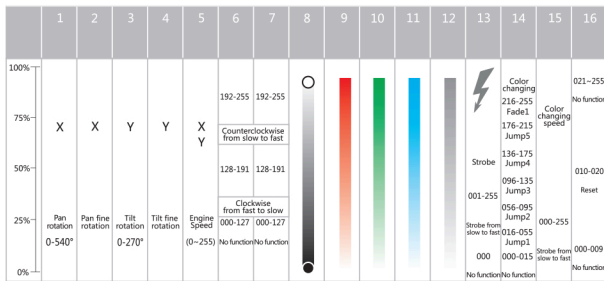 1 2 3 4 5 6 7 8 9 10 11 12 13 14 15 16
100%
75%
50%
25%
0%
X
Pan
rotation
0-540°
X
Pan fine
rotation
Y
Tilt
rotation
0-270°
Y
Tilt fine
rotation
X
Y
Engine
Speed
(0~255)
192-255 192-255
Counterclockwise
from slow to fast
128-191 128-191
Clockwise
from fast to slow
000-127 000-127
No function No function
Strobe
001-255
Strobe from
slow to fast
000
No function
Color
changing
216-255
Fade1
176-215
Jump5
136-175
Jump4
096-135
Jump3
056-095
Jump2
016-055
Jump1
000-015
No function
Color
changing
speed
000-255
Strobe from
slow to fast
021~255
No function
010-020
Reset
000-009
No function